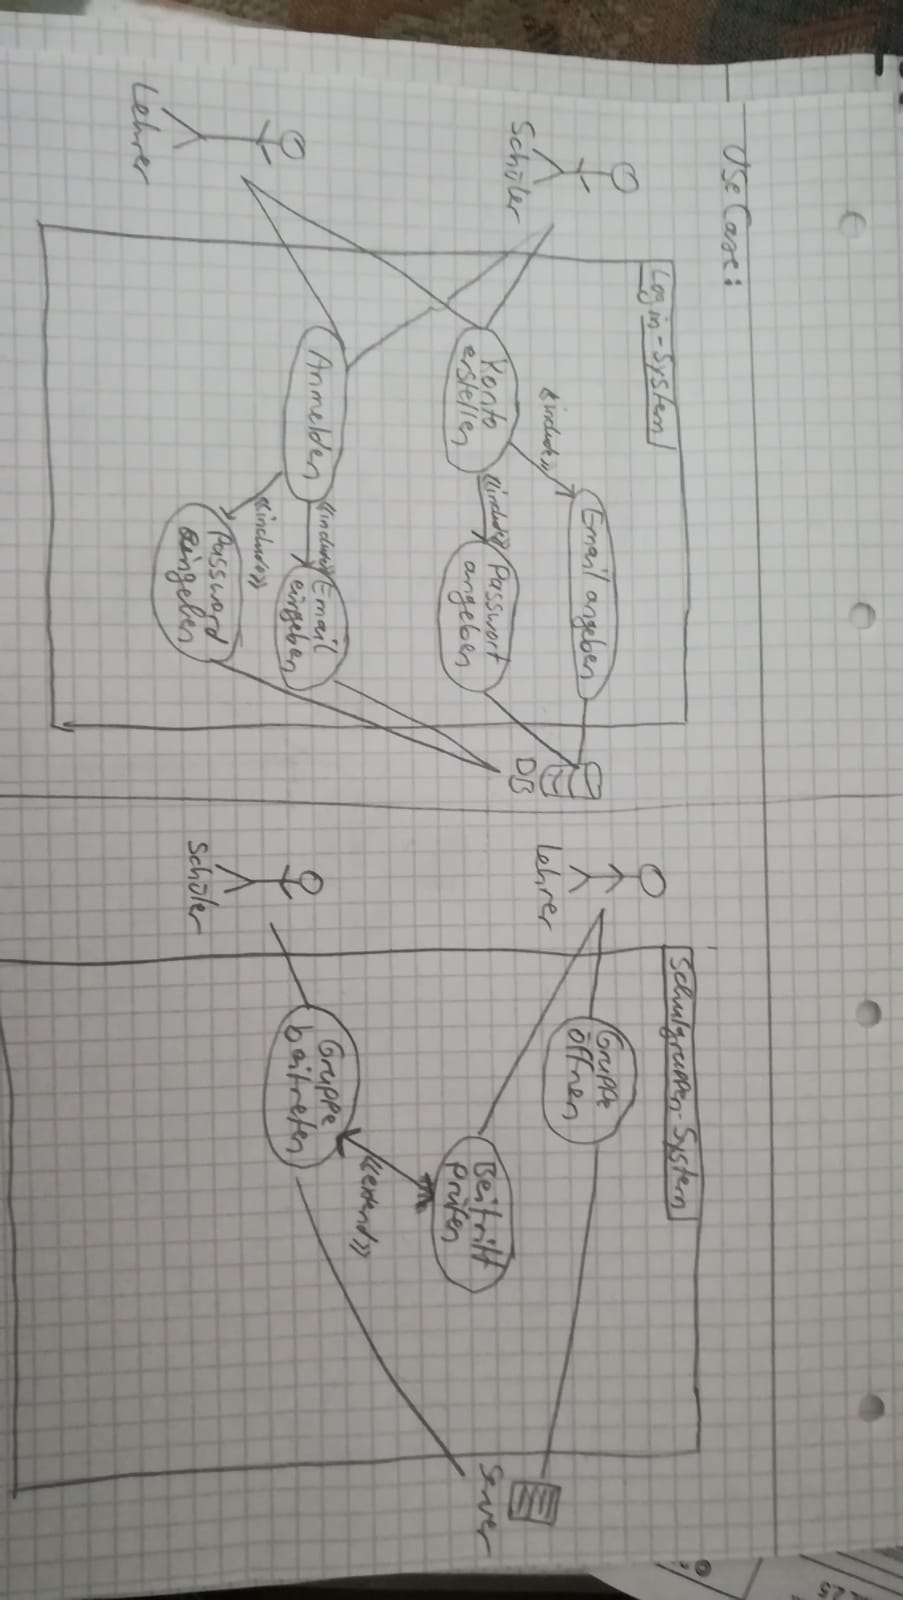 Use Case:
Login-System
Schüler
Email angeben
«include»
Konto
erstellen
«include»
Passwort
angeben
DB
Anmelden
«include»
Email
eingeben
«include»
Password
eingeben
Lehrer
Schulgruppen-System
Lehrer
Gruppe
öffnen
Server
Beitritt
prüfen
«extend»
Gruppe
beitreten
Schüler